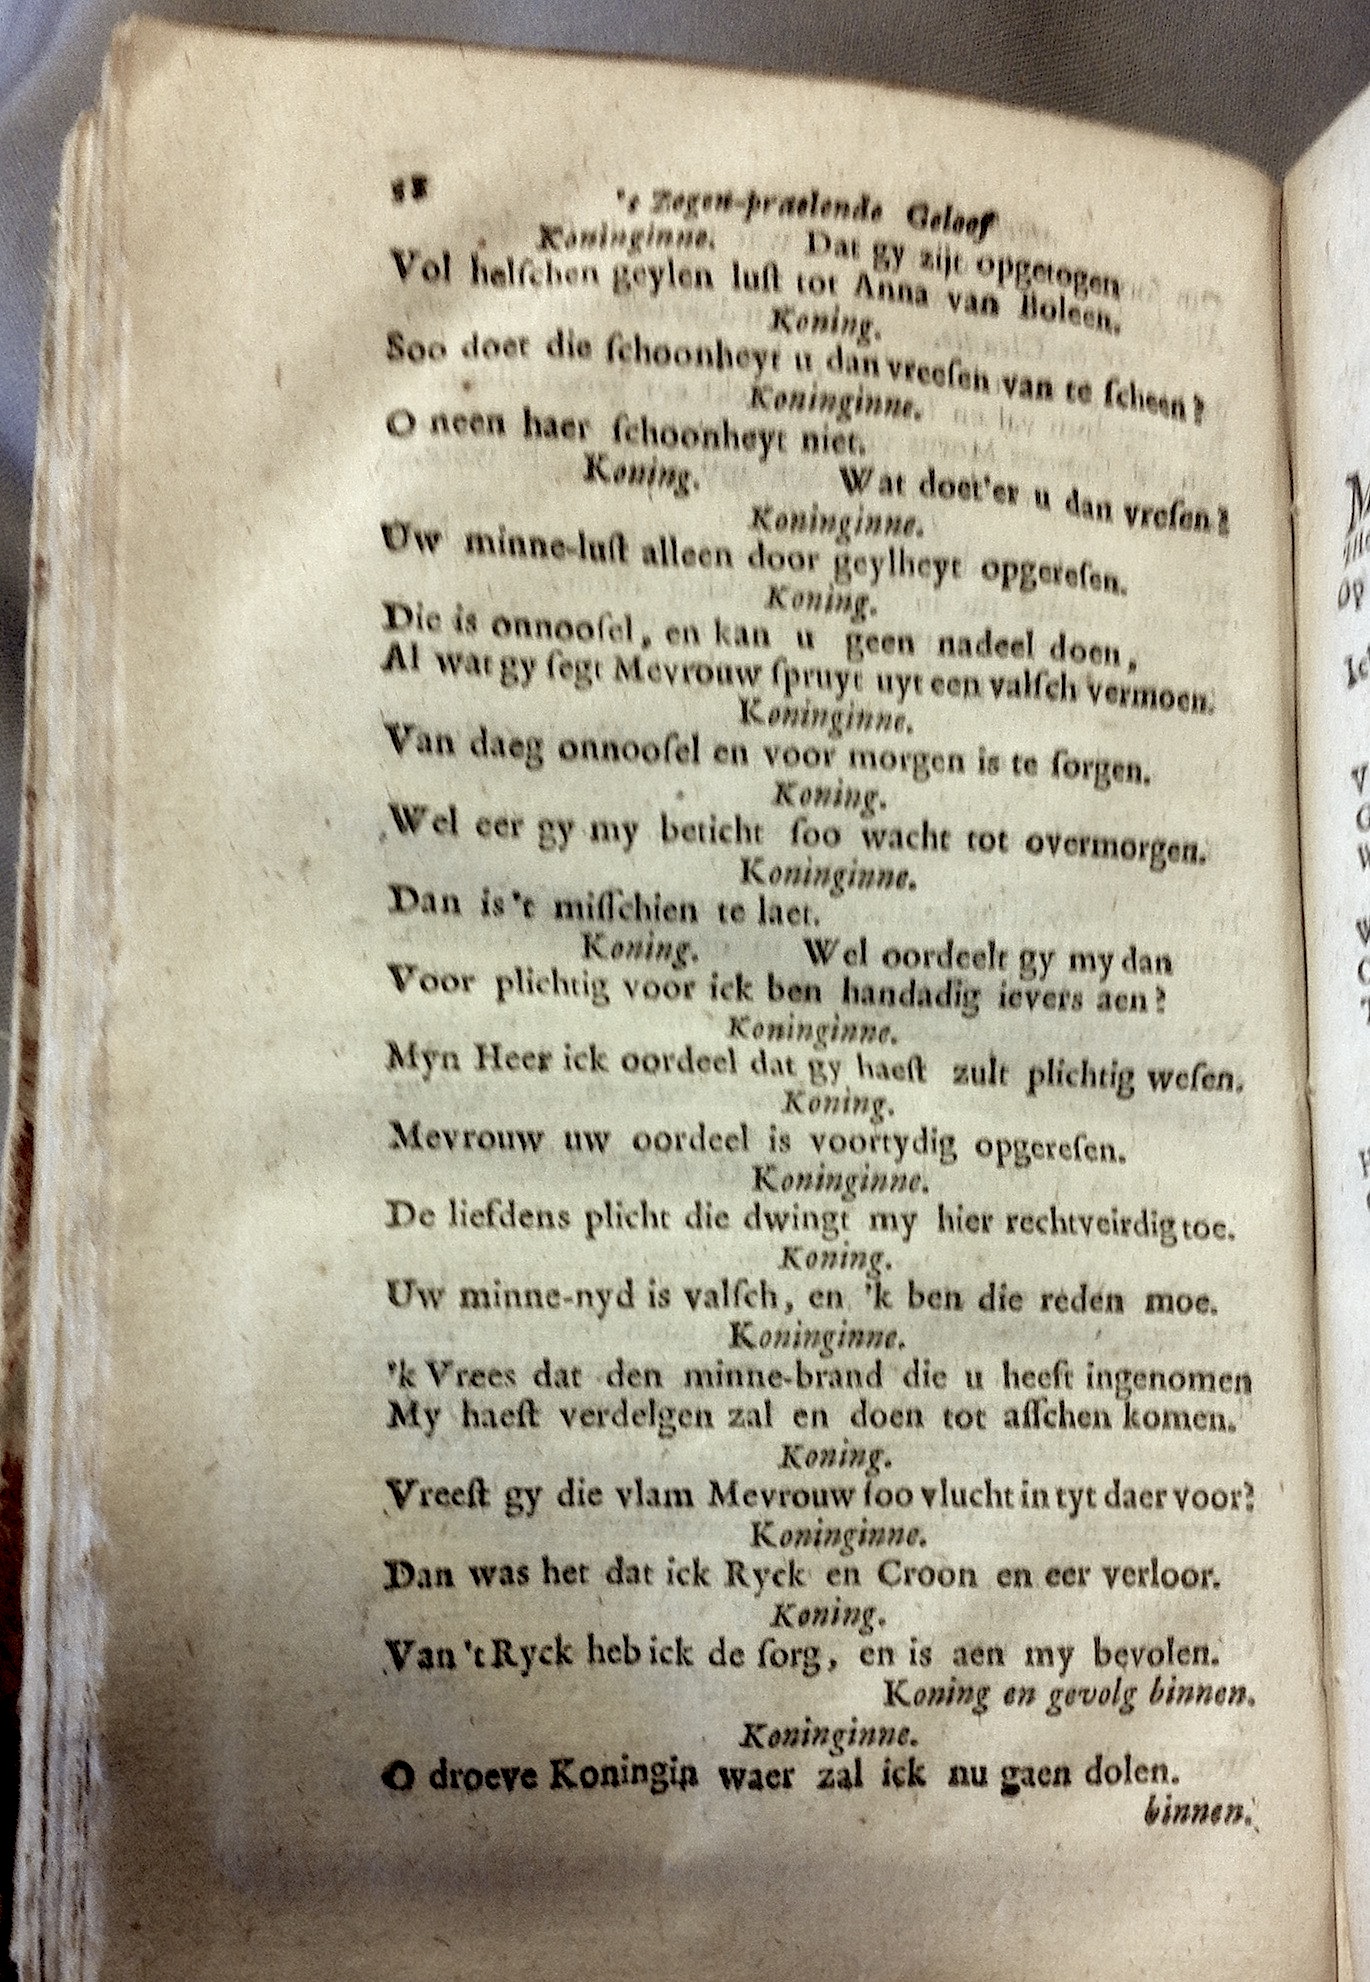 58 't Zegen-praelende Geloof
Koninginne. Dat gy zijt opgetogen
Vol helſchen geylen luſt tot Anna van Boleen.
Koning.
Soo doet die ſchoonheyt u dan vreeſen van te ſcheen?
Koninginne.
O neen haer ſchoonheyt niet.
Koning. Wat doet'er u dan vreſen?
Koninginne.
Uw minne-luſt alleen door geylheyt opgereſen.
Koning.
Die is onnooſel, en kan u geen nadeel doen,
Al wat gy ſegt Mevrouw ſpruyt uyt een valſch vermoen.
Koninginne.
Van daeg onnooſel en voor morgen is te ſorgen.
Koning.
Wel eer gy my beticht ſoo wacht tot overmorgen.
Koninginne.
Dan is't miſſchien te laet.
Koning. Wel oordeelt gy my dan
Voor plichtig voor ick ben handadig ievers aen?
Koninginne.
Myn Heer ick oordeel dat gy haeſt zult plichtig weſen.
Koning.
Mevrouw uw oordeel is voortydig opgereſen.
Koninginne.
De liefdens plicht die dwingt my hier rechtveirdig toe.
Koning.
Uw minne-nyd is valſch, en 'k ben die reden moe.
Koninginne.
'k Vrees dat den minne-brand die u heeft ingenomen
My haeſt verdelgen zal en doen tot aſſchen komen.
Koning.
Vreeſt gy die vlam Mevrouw ſoo vlucht in tyt daer voor?
Koninginne.
Dan was het dat ick Ryck en Croon en eer verloor.
Koning.
Van 't Ryck heb ick de ſorg, en is aen my bevolen.
Koning en gevolg binnen.
Koninginne.
O droeve Koningin waer zal ick nu gaen dolen.
binnen.